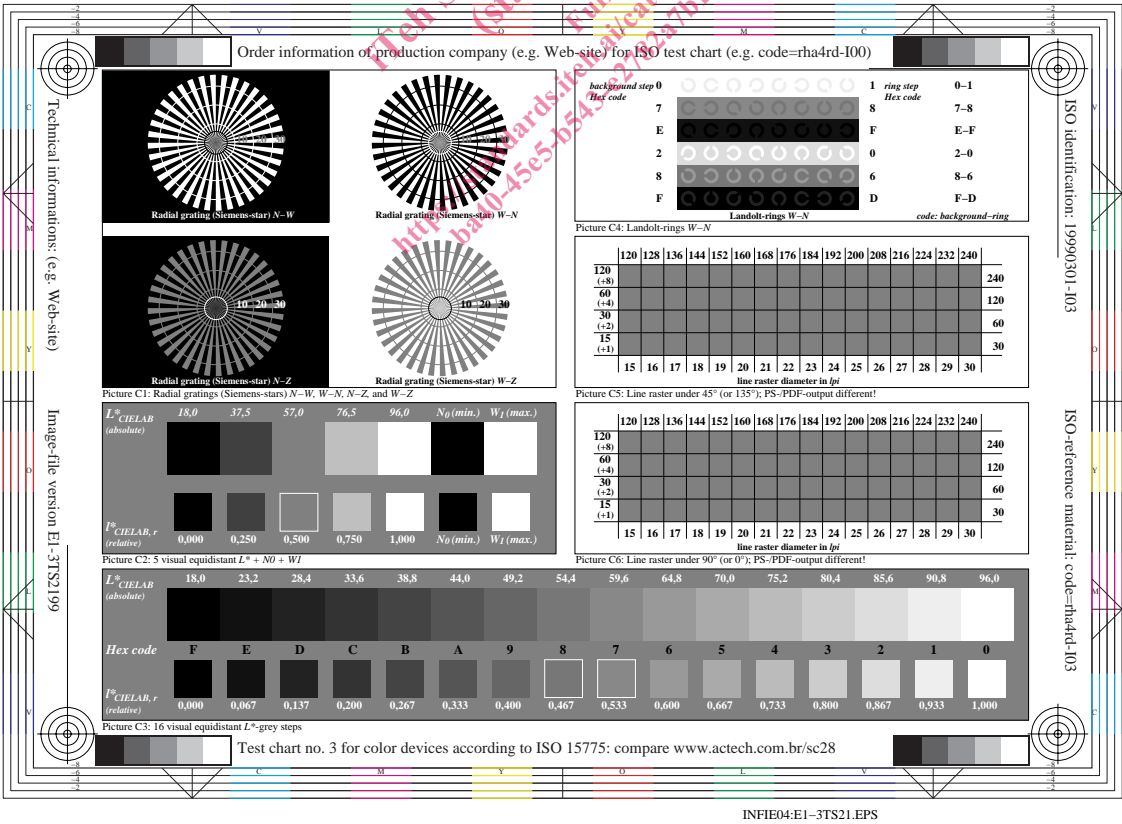 Order information of production company (e.g. Web-site) for ISO test chart (e.g. code=rha4rd-I00)
iTeh S
(sta
Full
https://standards.iteh.ai/cat
ba40-45e5-b543-e2782a7b1
Technical informations: (e.g. Web-site)
Image-file version E1-3TS2199
ISO identification: 19990301-I03
ISO-reference material: code=rha4rd-I03
10 20 30
10 20 30
Radial grating (Siemens-star) N–W
Radial grating (Siemens-star) W–N
10 20 30
10 20 30
Radial grating (Siemens-star) N–Z
Radial grating (Siemens-star) W–Z
Picture C1: Radial gratings (Siemens-stars) N–W, W–N, N–Z, and W–Z
background step 0 1 ring step 0–1
Hex code Hex code
7 8 7–8
E F E–F
2 0 2–0
8 6 8–6
F D F–D
Landolt-rings W–N code: background–ring
Picture C4: Landolt-rings W–N
120 128 136 144 152 160 168 176 184 192 200 208 216 224 232 240
120
(+8) 240
60
(+4) 120
30
(+2) 60
15
(+1) 30
15 16 17 18 19 20 21 22 23 24 26 27 28 29 30
line raster diameter in lpi
Picture C5: Line raster under 45° (or 135°); PS-/PDF-output different!
L*CIELAB 18,0 37,5 57,0 76,5 96,0 N0 (min.) W1 (max.)
(absolute)
l*CIELAB, r
(relative) 0,000 0,250 0,500 0,750 1,000 N0 (min.) W1 (max.)
Picture C2: 5 visual equidistant L* + N0 + W1
120 128 136 144 152 160 168 176 184 192 200 208 216 224 232 240
120
(+8) 240
60
(+4) 120
30
(+2) 60
15
(+1) 30
15 16 17 18 19 20 21 22 23 24 26 27 28 29 30
line raster diameter in lpi
Picture C6: Line raster under 90° (or 0°); PS-/PDF-output different!
L*CIELAB 18,0 23,2 28,4 33,6 38,8 44,0 49,2 54,4 59,6 64,8 70,0 75,2 80,4 85,6 90,8 96,0
(absolute)
Hex code F E D C B A 9 8 7 6 5 4 3 2 1 0
l*CIELAB, r
(relative) 0,000 0,067 0,137 0,200 0,267 0,333 0,400 0,467 0,533 0,600 0,667 0,733 0,800 0,867 0,933 1,000
Picture C3: 16 visual equidistant L*-grey steps
Test chart no. 3 for color devices according to ISO 15775: compare www.actech.com.br/sc28
C M Y O L V
INFIE04:E1–3TS21.EPS